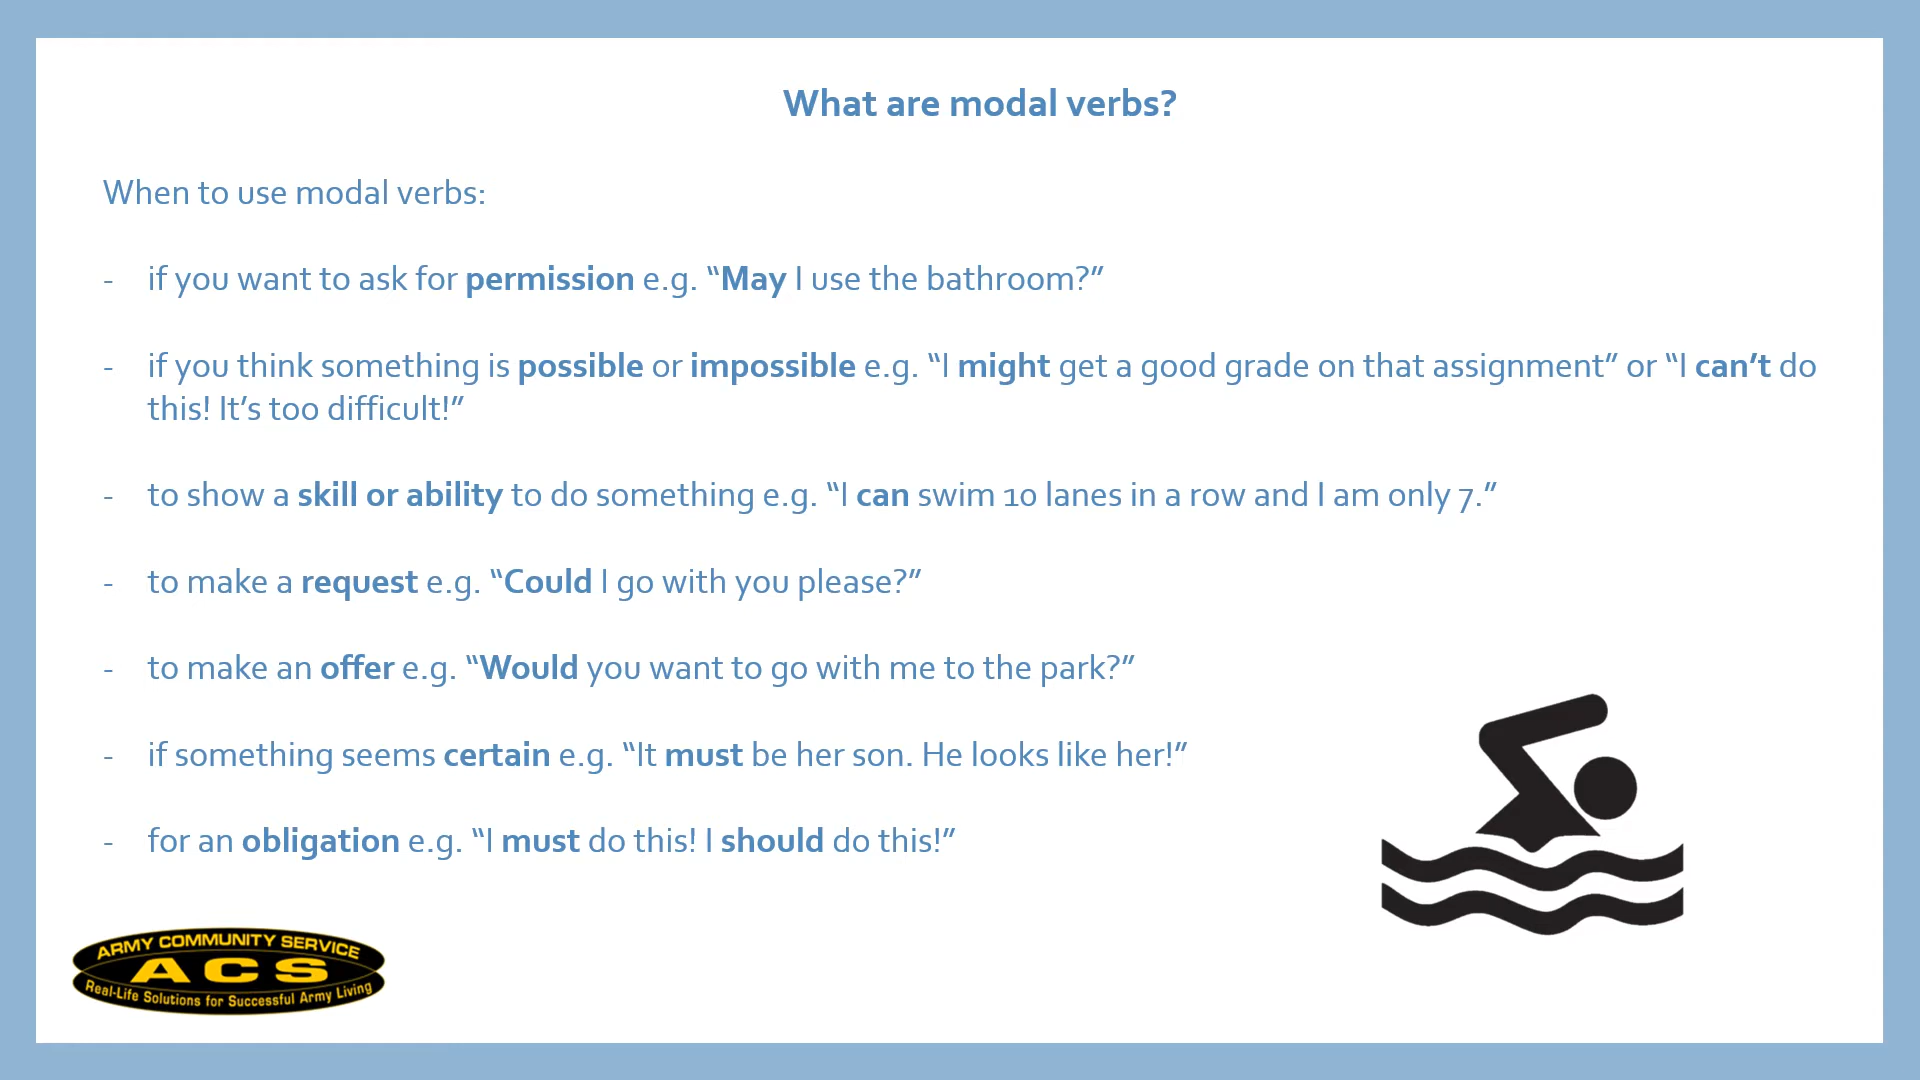 What are modal verbs?
When to use modal verbs:
- if you want to ask for permission e.g. “May I use the bathroom?”
- if you think something is possible or impossible e.g. “I might get a good grade on that assignment” or “I can’t do
this! It’s too difficult!”
- to show a skill or ability to do something e.g. “I can swim 10 lanes in a row and I am only 7.”
- to make a request e.g. “Could I go with you please?”
- to make an offer e.g. “Would you want to go with me to the park?”
- if something seems certain e.g. “It must be her son. He looks like her!”
- for an obligation e.g. “I must do this! I should do this!”
ARMY COMMUNITY SERVICE
ACS
Real-Life Solutions for Successful Army Living